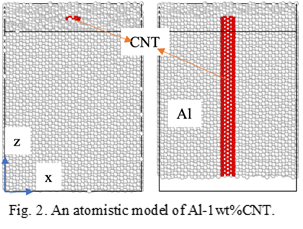 CNT
Al
z
x
Fig. 2. An atomistic model of Al-1wt%CNT.